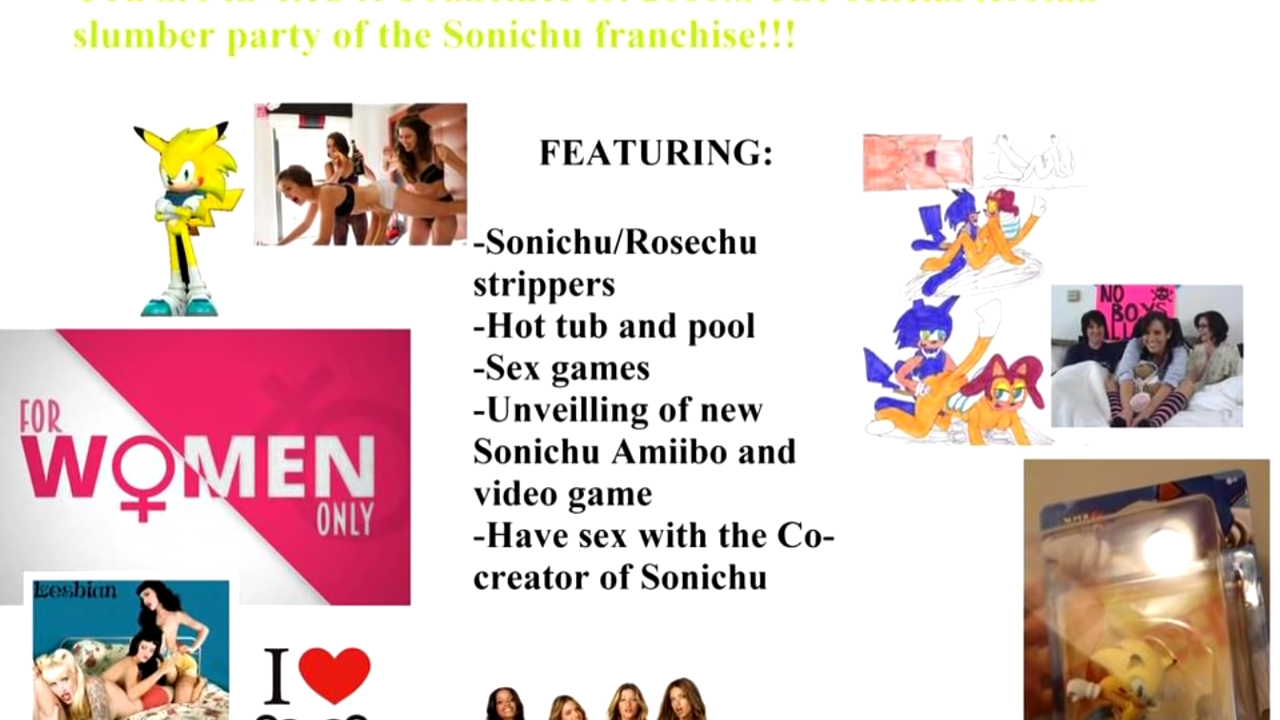 slumber party of the Sonichu franchise!!!
FEATURING:
-Sonichu/Rosechu
strippers
-Hot tub and pool
-Sex games
-Unveilling of new
Sonichu Amiibo and
video game
-Have sex with the Co-
creator of Sonichu
NO
BOYS
FOR
WOMEN
ONLY
Lesbian
I